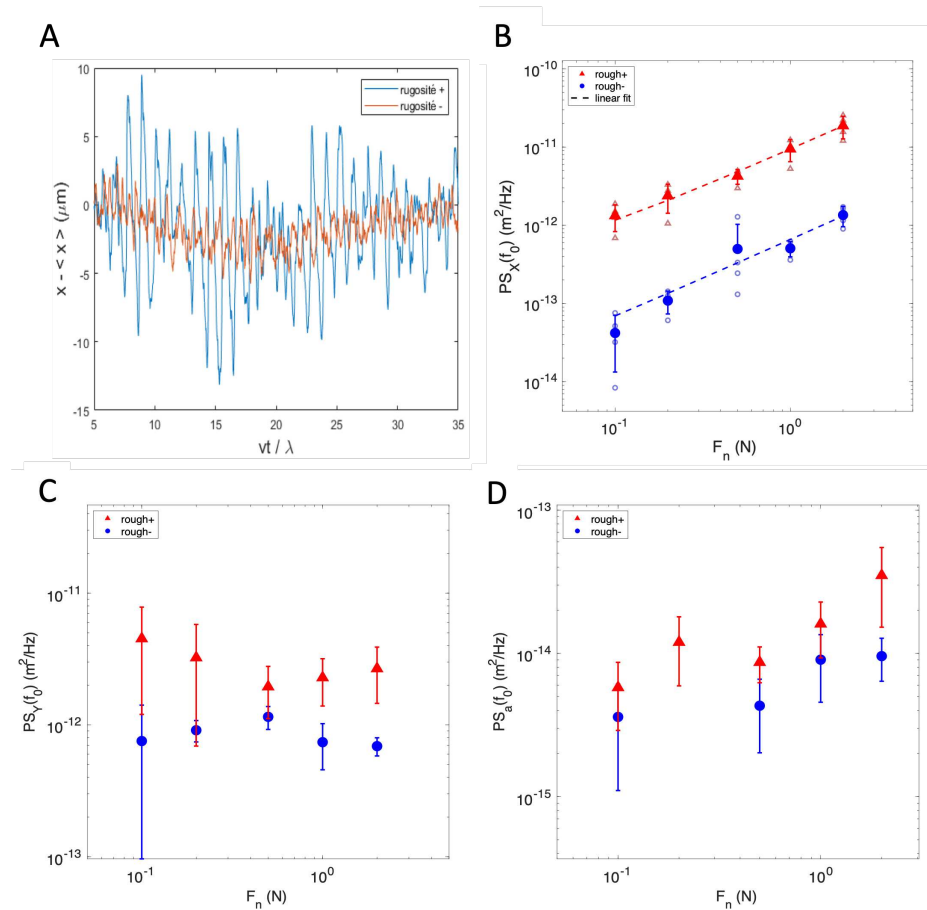 A
rugosité +
rugosité -
x - < x > (μm)
10
5
0
-5
-10
-15
5
10
15
20
25
30
35
vt / λ
B
rough+
rough-
linear fit
PS_X(f_0) (m^2/Hz)
10^-10
10^-11
10^-12
10^-13
10^-14
10^-1
10^0
F_n (N)
C
rough+
rough-
PS_Y(f_0) (m^2/Hz)
10^-11
10^-12
10^-13
10^-1
10^0
F_n (N)
D
rough+
rough-
PS_a(f_0) (m^2/Hz)
10^-13
10^-14
10^-15
10^-1
10^0
F_n (N)